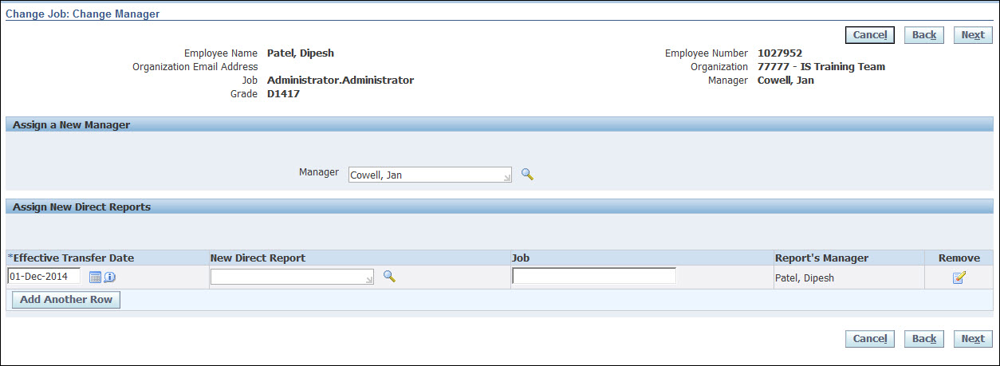 Change Job: Change Manager
Cancel Back Next
Employee Name Patel, Dipesh Employee Number 1027952
Organization Email Address Organization 77777 - IS Training Team
Job Administrator.Administrator Manager Cowell, Jan
Grade D1417
Assign a New Manager
Manager Cowell, Jan
Assign New Direct Reports
*Effective Transfer Date New Direct Report Job Report's Manager Remove
01-Dec-2014 Patel, Dipesh
Add Another Row
Cancel Back Next